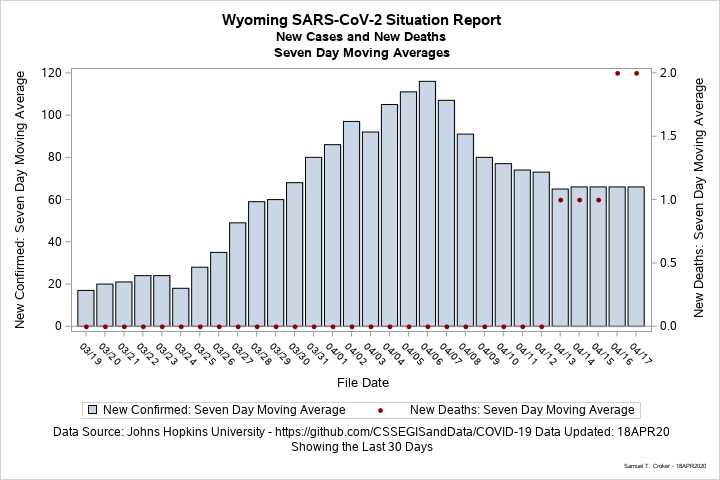 Wyoming SARS-CoV-2 Situation Report
New Cases and New Deaths
Seven Day Moving Averages
New Confirmed: Seven Day Moving Average
120
100
80
60
40
20
0
2.0
1.5
1.0
0.5
0.0
New Deaths: Seven Day Moving Average
03/19 03/20 03/21 03/22 03/23 03/24 03/25 03/26 03/27 03/28 03/29 03/30 03/31 04/01 04/02 04/03 04/04 04/05 04/06 04/07 04/08 04/09 04/10 04/11 04/12 04/13 04/14 04/15 04/16 04/17
File Date
New Confirmed: Seven Day Moving Average New Deaths: Seven Day Moving Average
Data Source: Johns Hopkins University - https://github.com/CSSEGISandData/COVID-19 Data Updated: 18APR20
Showing the Last 30 Days
Samuel T. Croker - 18APR2020